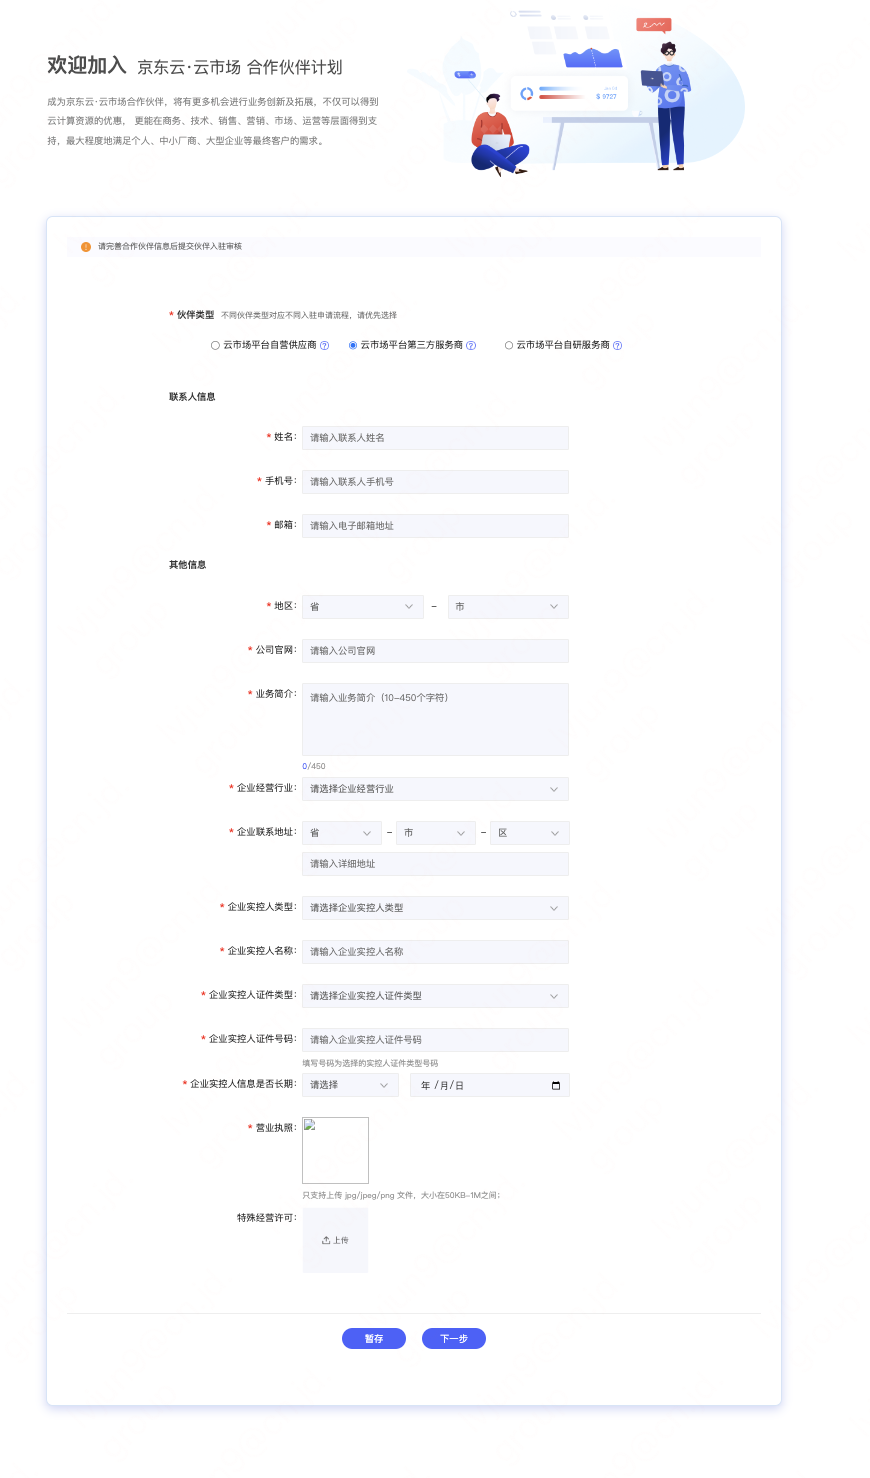 欢迎加入 京东云·云市场 合作伙伴计划
成为京东云·云市场合作伙伴，将有更多机会进行业务创新及拓展，不仅可以得到
云计算资源的优惠， 更能在商务、技术、销售、营销、市场、运营等层面得到支
持，最大程度地满足个人、中小厂商、大型企业等最终客户的需求。
$ 9727
请完善合作伙伴信息后提交伙伴入驻审核
* 伙伴类型 不同伙伴类型对应不同入驻申请流程，请优先选择
云市场平台自营供应商 ? 云市场平台第三方服务商 ? 云市场平台自研服务商 ?
联系人信息
* 姓名: 请输入联系人姓名
* 手机号: 请输入联系人手机号
* 邮箱: 请输入电子邮箱地址
其他信息
* 地区: 省 – 市
* 公司官网: 请输入公司官网
* 业务简介: 请输入业务简介（10-450个字符）
0/450
* 企业经营行业: 请选择企业经营行业
* 企业联系地址: 省 – 市 – 区
请输入详细地址
* 企业实控人类型: 请选择企业实控人类型
* 企业实控人名称: 请输入企业实控人名称
* 企业实控人证件类型: 请选择企业实控人证件类型
* 企业实控人证件号码: 请输入企业实控人证件号码
填写号码为选择的实控人证件类型号码
* 企业实控人信息是否长期: 请选择 年 /月/日
* 营业执照:
只支持上传 jpg/jpeg/png 文件，大小在50KB-1M之间；
特殊经营许可: 上传
暂存 下一步